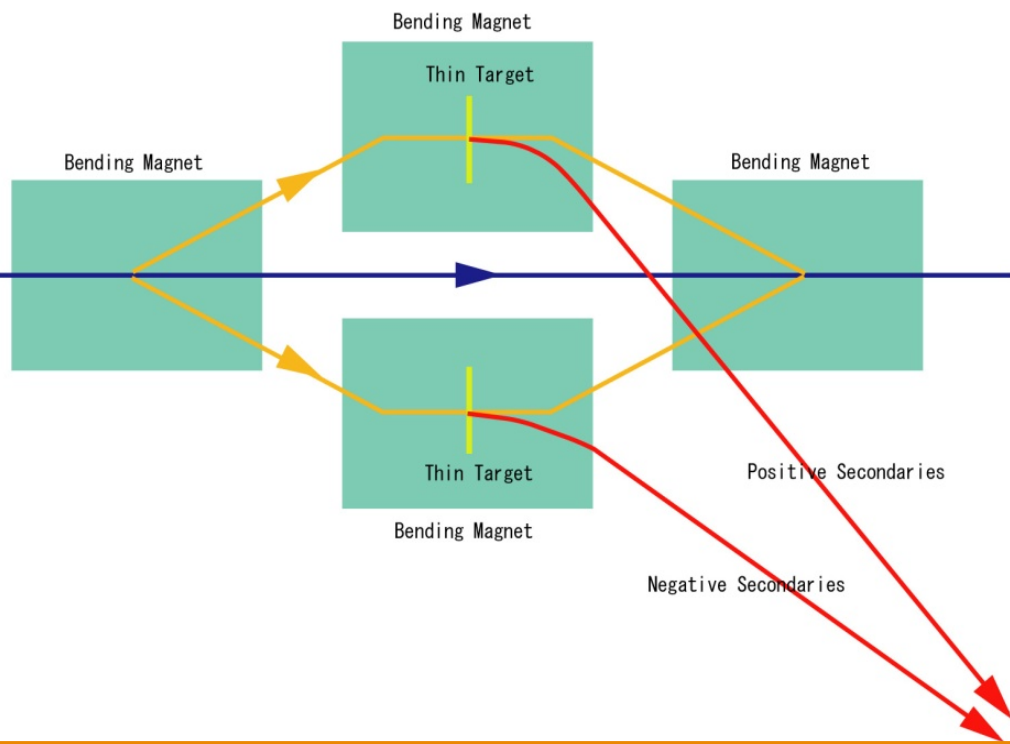 Bending Magnet
Thin Target
Bending Magnet
Bending Magnet
Thin Target
Bending Magnet
Positive Secondaries
Negative Secondaries